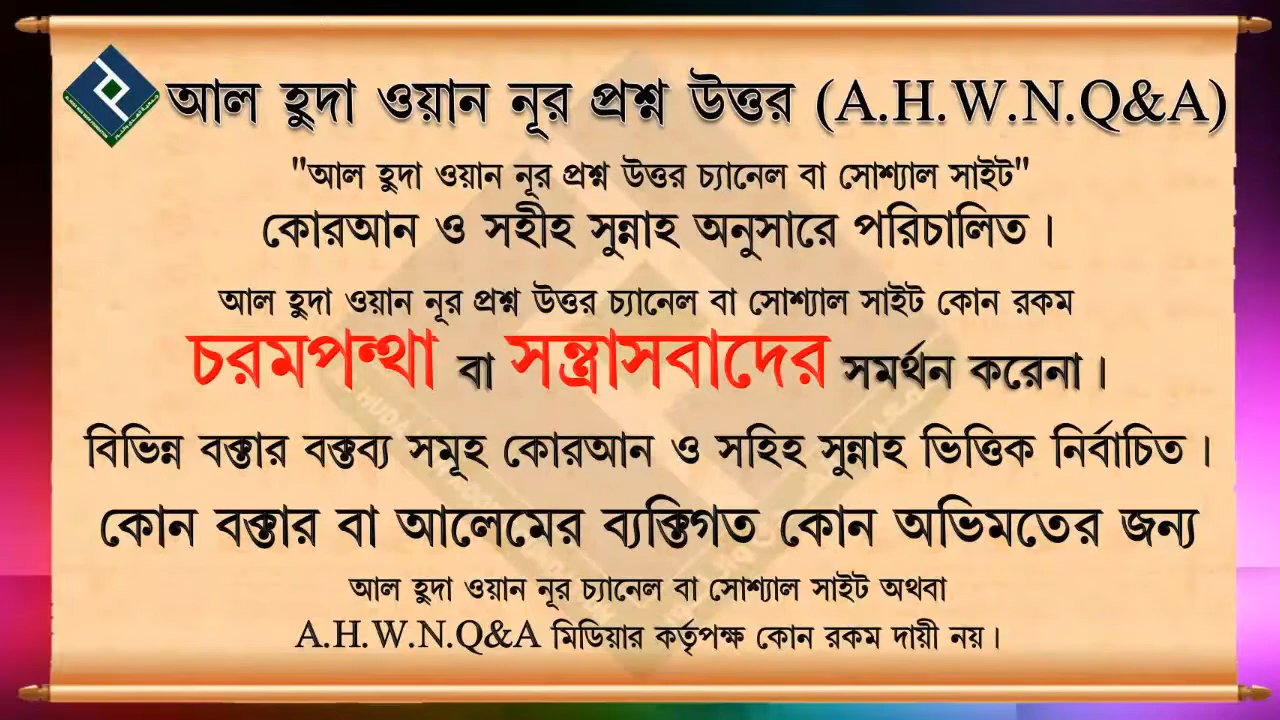 আল হুদা ওয়ান নূর প্রশ্ন উত্তর (A.H.W.N.Q&A)
"আল হুদা ওয়ান নূর প্রশ্ন উত্তর চ্যানেল বা সোশ্যাল সাইট"
কোরআন ও সহীহ সুন্নাহ অনুসারে পরিচালিত।
আল হুদা ওয়ান নূর প্রশ্ন উত্তর চ্যানেল বা সোশ্যাল সাইট কোন রকম
চরমপন্থা বা সন্ত্রাসবাদের সমর্থন করেনা।
বিভিন্ন বক্তার বক্তব্য সমূহ কোরআন ও সহিহ সুন্নাহ ভিত্তিক নির্বাচিত।
কোন বক্তার বা আলেমের ব্যক্তিগত কোন অভিমতের জন্য
আল হুদা ওয়ান নূর চ্যানেল বা সোশ্যাল সাইট অথবা
A.H.W.N.Q&A মিডিয়ার কর্তৃপক্ষ কোন রকম দায়ী নয়।